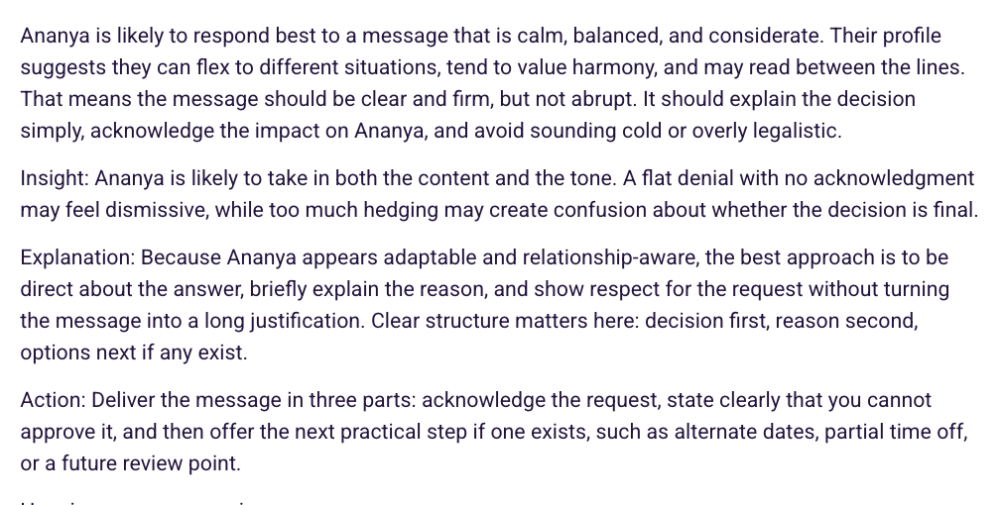 Ananya is likely to respond best to a message that is calm, balanced, and considerate. Their profile
suggests they can flex to different situations, tend to value harmony, and may read between the lines.
That means the message should be clear and firm, but not abrupt. It should explain the decision
simply, acknowledge the impact on Ananya, and avoid sounding cold or overly legalistic.
Insight: Ananya is likely to take in both the content and the tone. A flat denial with no acknowledgment
may feel dismissive, while too much hedging may create confusion about whether the decision is final.
Explanation: Because Ananya appears adaptable and relationship-aware, the best approach is to be
direct about the answer, briefly explain the reason, and show respect for the request without turning
the message into a long justification. Clear structure matters here: decision first, reason second,
options next if any exist.
Action: Deliver the message in three parts: acknowledge the request, state clearly that you cannot
approve it, and then offer the next practical step if one exists, such as alternate dates, partial time off,
or a future review point.